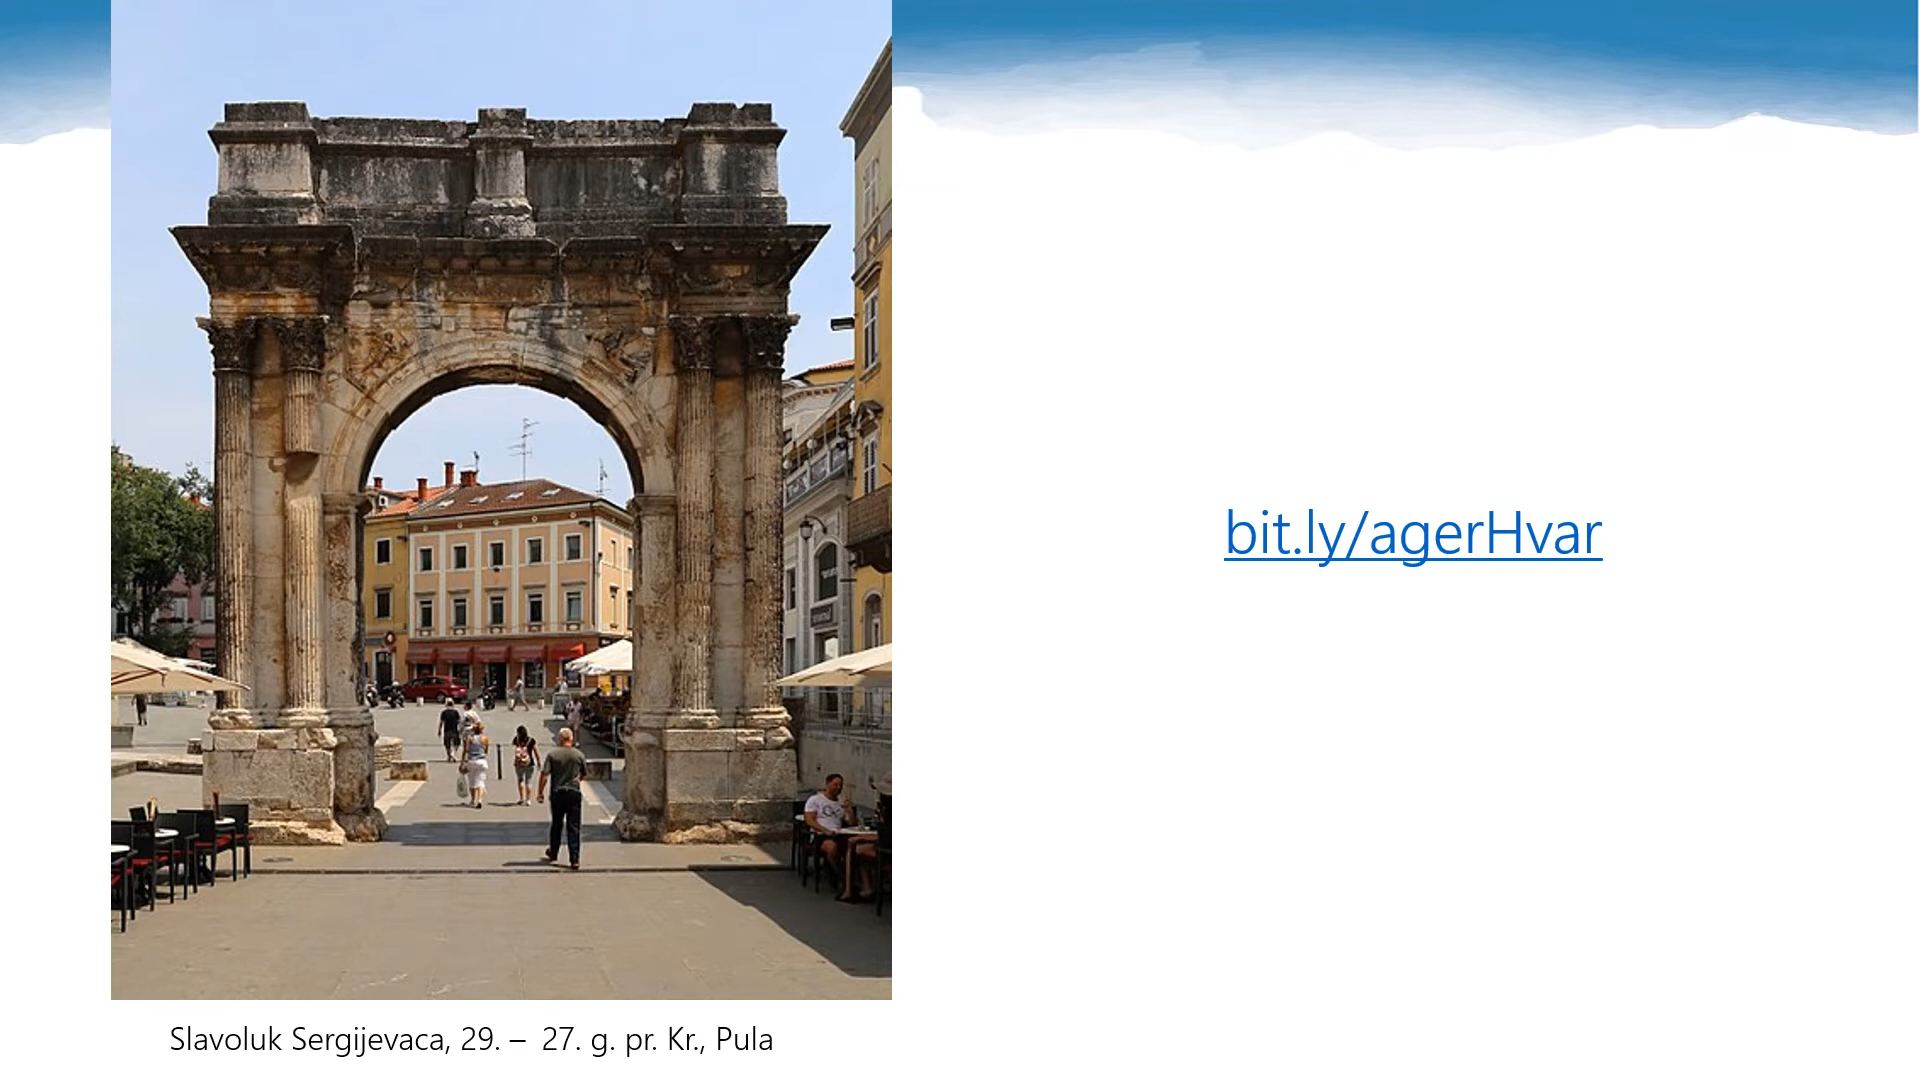 bit.ly/agerHvar
Slavoluk Sergijevaca, 29. – 27. g. pr. Kr., Pula